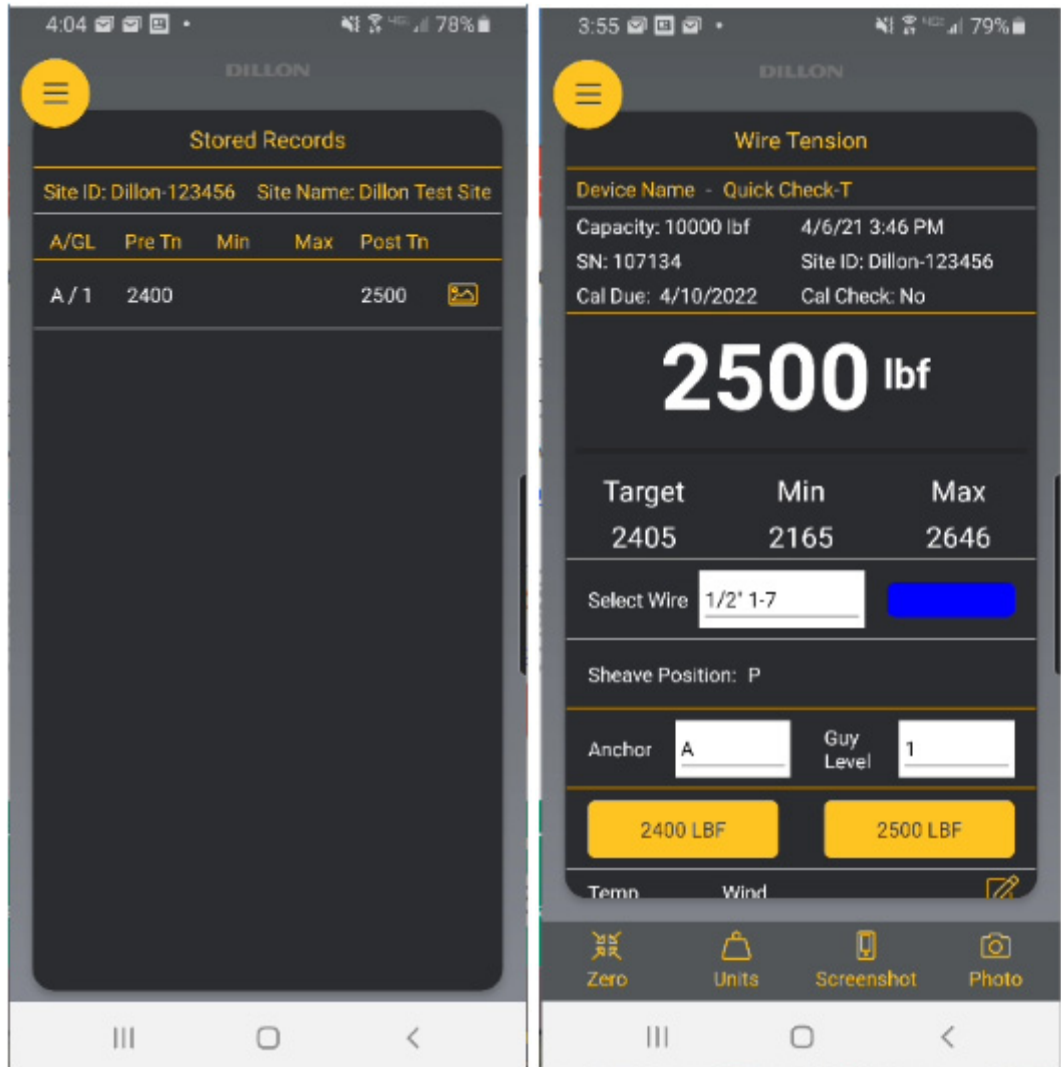 4:04 78%
DILLON
Stored Records
Site ID: Dillon-123456 Site Name: Dillon Test Site
A/GL Pre Tn Min Max Post Tn
A / 1 2400 2500
3:55 79%
DILLON
Wire Tension
Device Name - Quick Check-T
Capacity: 10000 lbf 4/6/21 3:46 PM
SN: 107134 Site ID: Dillon-123456
Cal Due: 4/10/2022 Cal Check: No
2500 lbf
Target Min Max
2405 2165 2646
Select Wire 1/2" 1-7
Sheave Position: P
Anchor A Guy Level 1
2400 LBF 2500 LBF
Temp Wind
Zero Units Screenshot Photo